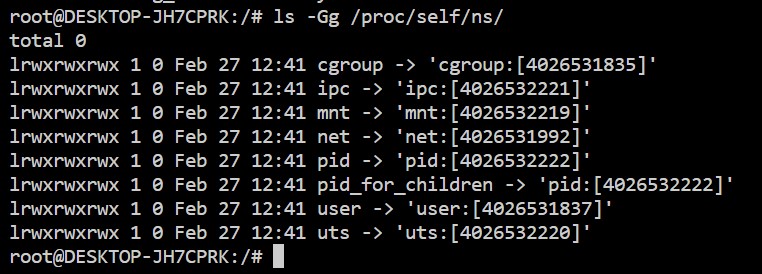 root@DESKTOP-JH7CPRK:/# ls -Gg /proc/self/ns/
total 0
lrwxrwxrwx 1 0 Feb 27 12:41 cgroup -> 'cgroup:[4026531835]'
lrwxrwxrwx 1 0 Feb 27 12:41 ipc -> 'ipc:[4026532221]'
lrwxrwxrwx 1 0 Feb 27 12:41 mnt -> 'mnt:[4026532219]'
lrwxrwxrwx 1 0 Feb 27 12:41 net -> 'net:[4026531992]'
lrwxrwxrwx 1 0 Feb 27 12:41 pid -> 'pid:[4026532222]'
lrwxrwxrwx 1 0 Feb 27 12:41 pid_for_children -> 'pid:[4026532222]'
lrwxrwxrwx 1 0 Feb 27 12:41 user -> 'user:[4026531837]'
lrwxrwxrwx 1 0 Feb 27 12:41 uts -> 'uts:[4026532220]'
root@DESKTOP-JH7CPRK:/#